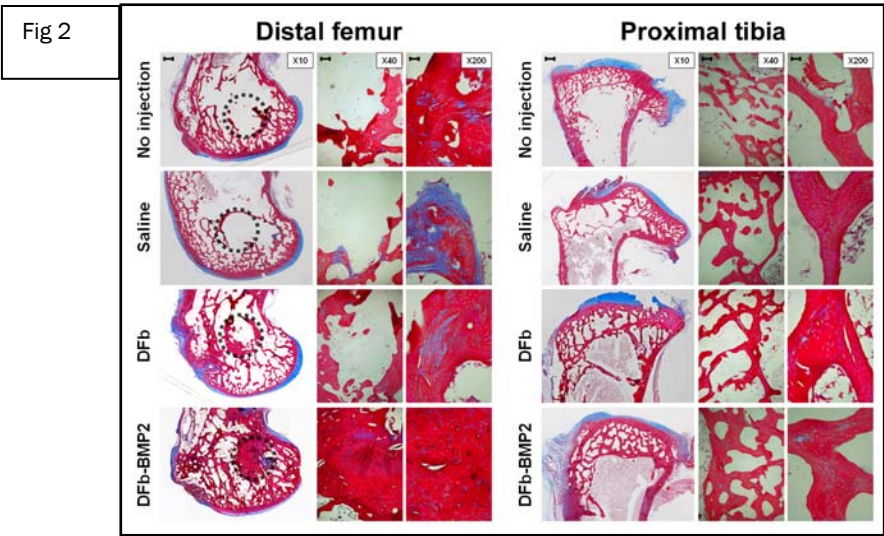 Fig 2
Distal femur
Proximal tibia
No injection
X10
X40
X200
No injection
X10
X40
X200
Saline
Saline
DFb
DFb
DFb-BMP2
DFb-BMP2